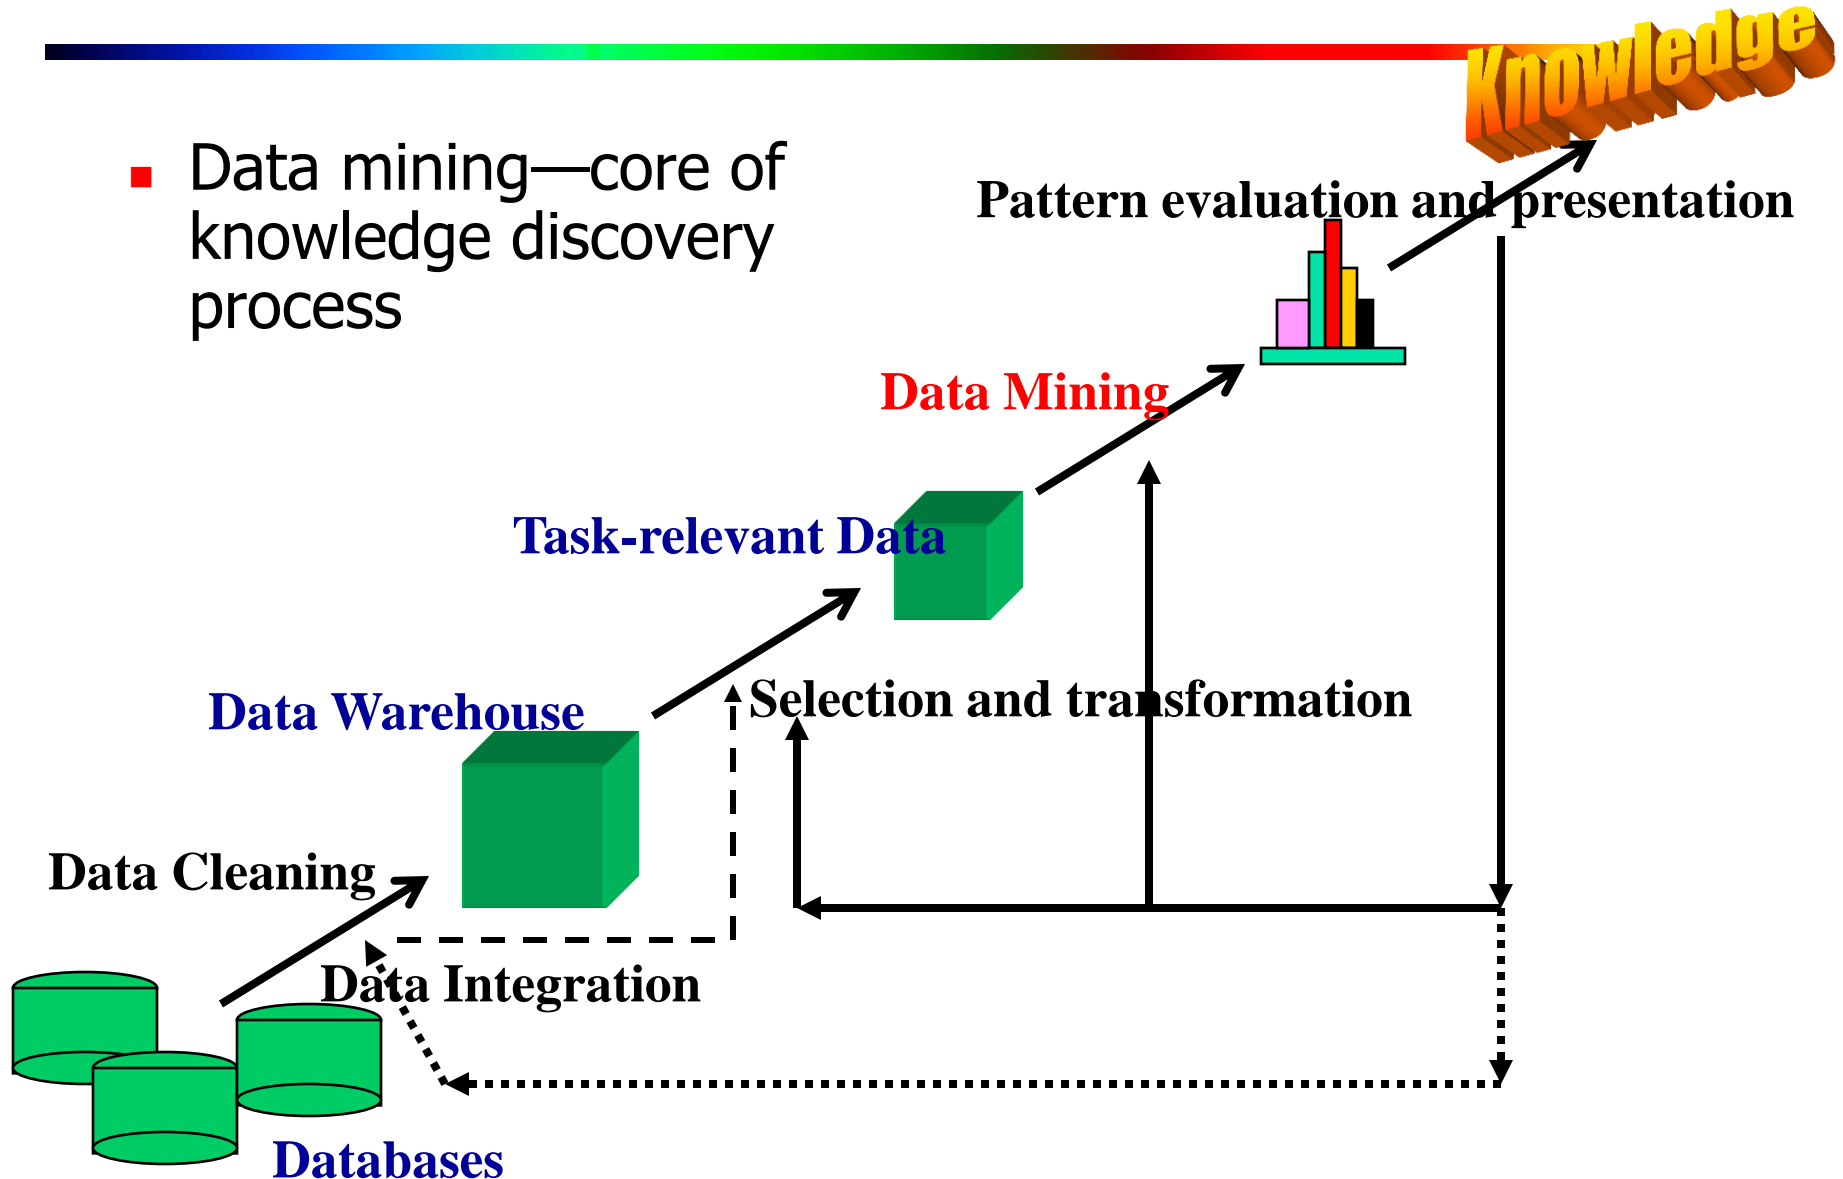 Knowledge
Data mining—core of
knowledge discovery
process
Pattern evaluation and presentation
Data Mining
Task-relevant Data
Selection and transformation
Data Warehouse
Data Cleaning
Data Integration
Databases